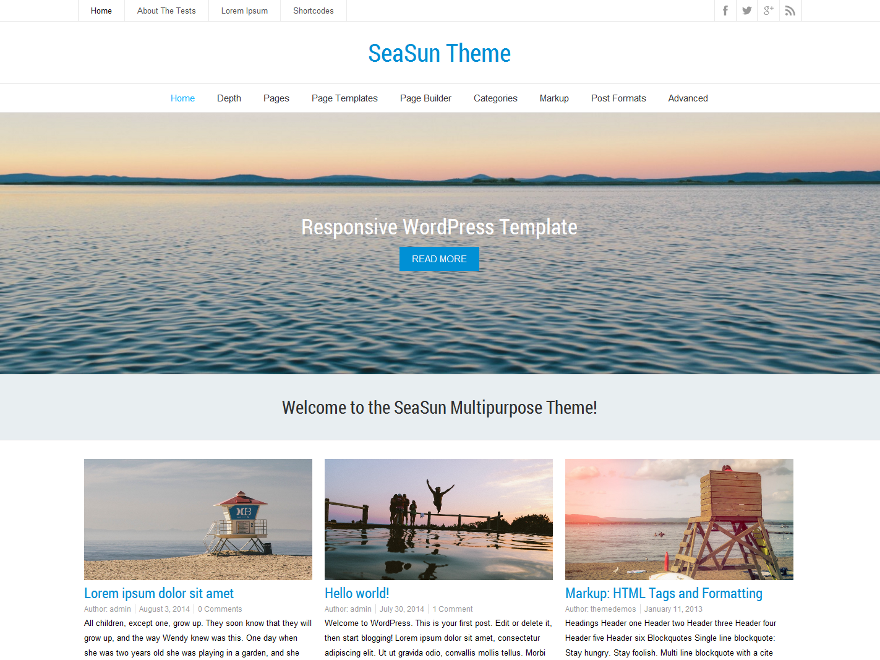 Home About The Tests Lorem Ipsum Shortcodes
SeaSun Theme
Home Depth Pages Page Templates Page Builder Categories Markup Post Formats Advanced
Responsive WordPress Template
READ MORE
Welcome to the SeaSun Multipurpose Theme!
Lorem ipsum dolor sit amet
Author: admin | August 3, 2014 | 0 Comments
All children, except one, grow up. They soon know that they will
grow up, and the way Wendy knew was this. One day when
she was two years old she was playing in a garden, and she
Hello world!
Author: admin | July 30, 2014 | 1 Comment
Welcome to WordPress. This is your first post. Edit or delete it,
then start blogging! Lorem ipsum dolor sit amet, consectetur
adipiscing elit. Ut ut gravida odio, convallis mollis tellus. Morbi
Markup: HTML Tags and Formatting
Author: themedemos | January 11, 2013
Headings Header one Header two Header three Header four
Header five Header six Blockquotes Single line blockquote:
Stay hungry. Stay foolish. Multi line blockquote with a cite